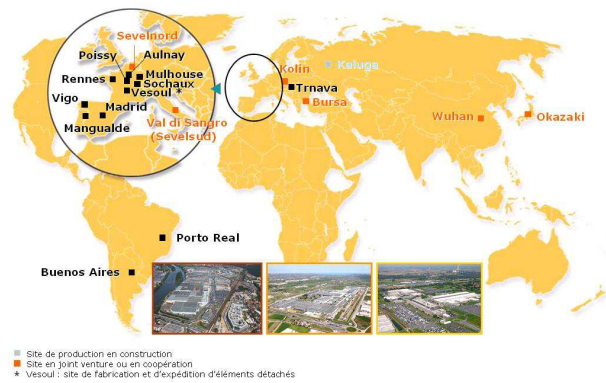 Sevelnord
Poissy
Aulnay
Rennes
Mulhouse
Sochaux
Vesoul *
Vigo
Madrid
Mangualde
Val di Sangro
(Sevelsud)
Kolin
Kaluga
Trnava
Bursa
Wuhan
Okazaki
Porto Real
Buenos Aires
Site de production en construction
Site en joint venture ou en coopération
* Vesoul : site de fabrication et d'expédition d'éléments détachés